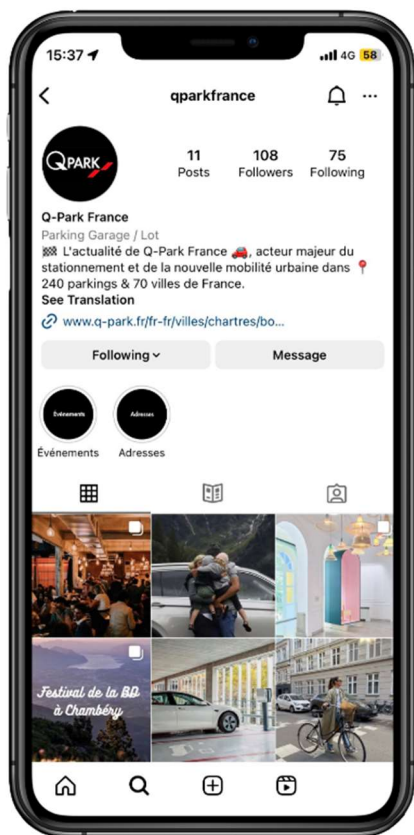 15:37 4G 58
qparkfrance
QPARK
11 108 75
Posts Followers Following
Q-Park France
Parking Garage / Lot
🏁 L'actualité de Q-Park France 🚗, acteur majeur du
stationnement et de la nouvelle mobilité urbaine dans 📍
240 parkings & 70 villes de France.
See Translation
www.q-park.fr/fr-fr/villes/chartres/bo...
Following Message
Événements Adresses
Événements Adresses
Festival de la BD
à Chambéry